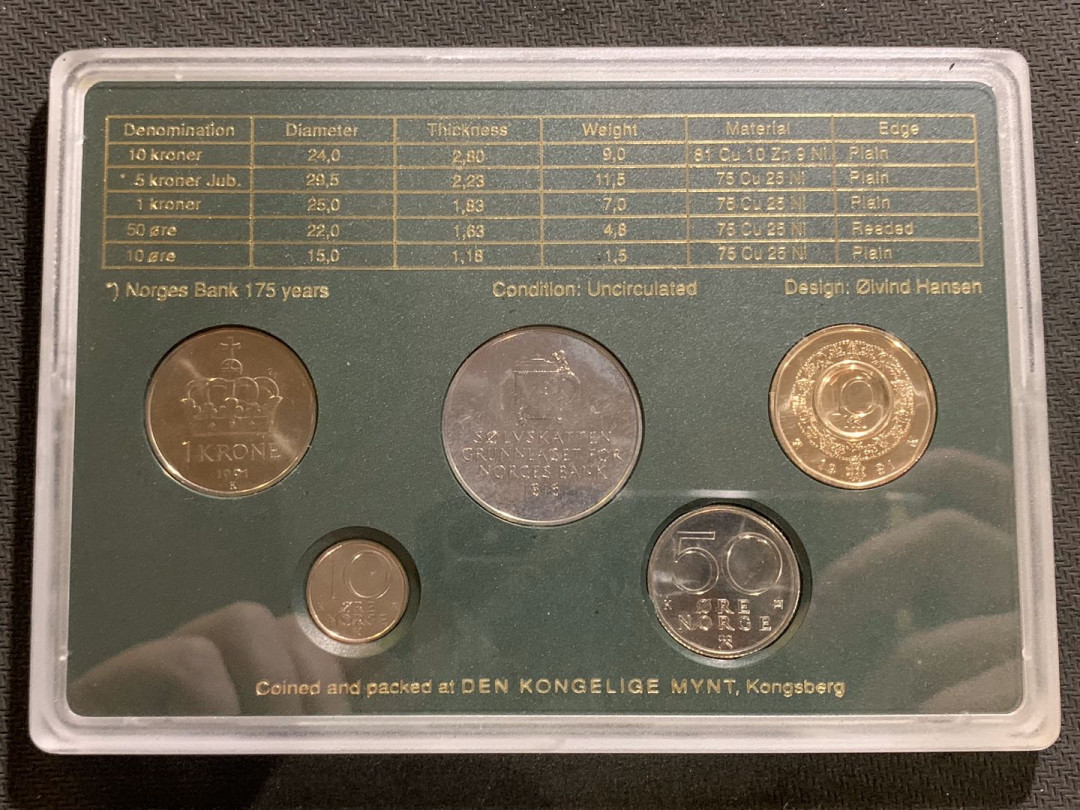 Denomination Diameter Thickness Weight Material Edge
10 kroner 24,0 2,80 9,0 81 Cu 10 Zn 9 Ni Plain
* 5 kroner Jub. 29,5 2,23 11,5 75 Cu 25 Ni Plain
1 kroner 25,0 1,83 7,0 75 Cu 25 Ni Plain
50 øre 22,0 1,63 4,8 75 Cu 25 Ni Reeded
10 øre 15,0 1,18 1,5 75 Cu 25 Ni Plain
*) Norges Bank 175 years Condition: Uncirculated Design: Øivind Hansen
1 KRONE
1991
K
SØLVSKATTEN
GRUNNLAGET FOR
NORGES BANK
1816
10
1991
10
ØRE
NORGE
50
ØRE
NORGE
Coined and packed at DEN KONGELIGE MYNT, Kongsberg